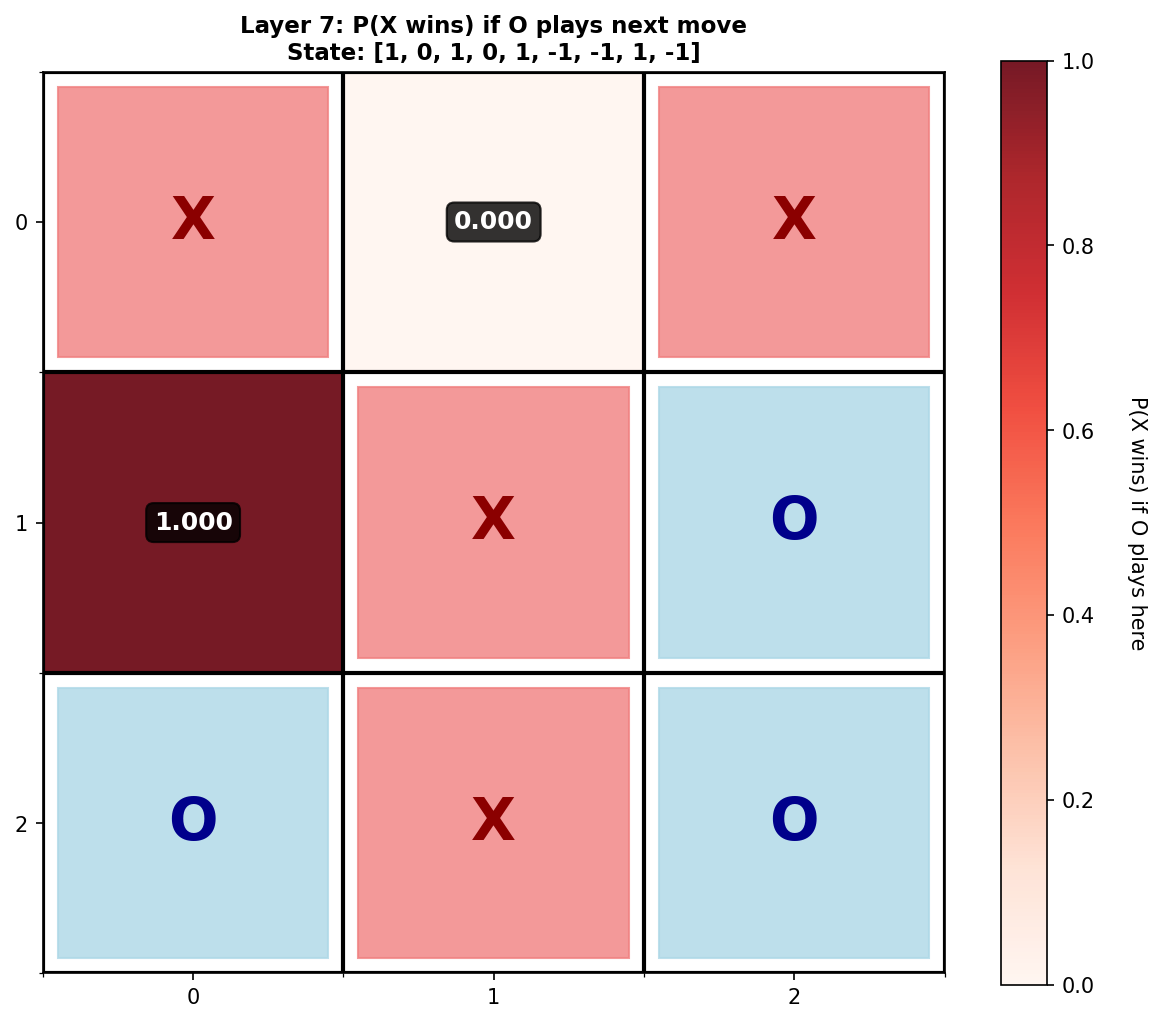 Layer 7: P(X wins) if O plays next move
State: [1, 0, 1, 0, 1, -1, -1, 1, -1]
X
0.000
X
1.000
X
O
O
X
O
0
1
2
0
1
2
1.0
0.8
0.6
0.4
0.2
0.0
P(X wins) if O plays here